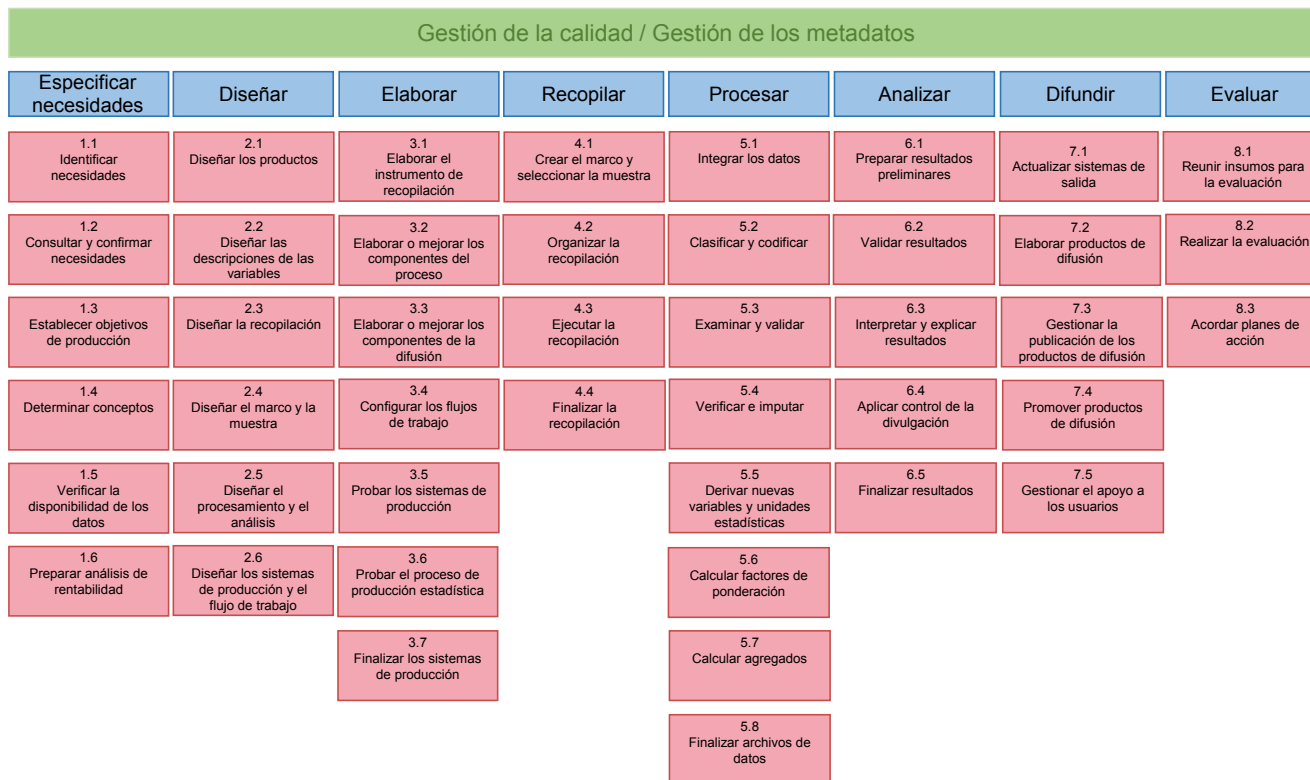 Gestión de la calidad / Gestión de los metadatos
Especificar
necesidades
Diseñar
Elaborar
Recopilar
Procesar
Analizar
Difundir
Evaluar
1.1
Identificar
necesidades
2.1
Diseñar los productos
3.1
Elaborar el
instrumento de
recopilación
4.1
Crear el marco y
seleccionar la muestra
5.1
Integrar los datos
6.1
Preparar resultados
preliminares
7.1
Actualizar sistemas de
salida
8.1
Reunir insumos para
la evaluación
1.2
Consultar y confirmar
necesidades
2.2
Diseñar las
descripciones de las
variables
3.2
Elaborar o mejorar los
componentes del
proceso
4.2
Organizar la
recopilación
5.2
Clasificar y codificar
6.2
Validar resultados
7.2
Elaborar productos de
difusión
8.2
Realizar la evaluación
1.3
Establecer objetivos
de producción
2.3
Diseñar la recopilación
3.3
Elaborar o mejorar los
componentes de la
difusión
4.3
Ejecutar la
recopilación
5.3
Examinar y validar
6.3
Interpretar y explicar
resultados
7.3
Gestionar la
publicación de los
productos de difusión
8.3
Acordar planes de
acción
1.4
Determinar conceptos
2.4
Diseñar el marco y la
muestra
3.4
Configurar los flujos
de trabajo
4.4
Finalizar la
recopilación
5.4
Verificar e imputar
6.4
Aplicar control de la
divulgación
7.4
Promover productos
de difusión
1.5
Verificar la
disponibilidad de los
datos
2.5
Diseñar el
procesamiento y el
análisis
3.5
Probar los sistemas de
producción
5.5
Derivar nuevas
variables y unidades
estadísticas
6.5
Finalizar resultados
7.5
Gestionar el apoyo a
los usuarios
1.6
Preparar análisis de
rentabilidad
2.6
Diseñar los sistemas
de producción y el
flujo de trabajo
3.6
Probar el proceso de
producción estadística
5.6
Calcular factores de
ponderación
3.7
Finalizar los sistemas
de producción
5.7
Calcular agregados
5.8
Finalizar archivos de
datos